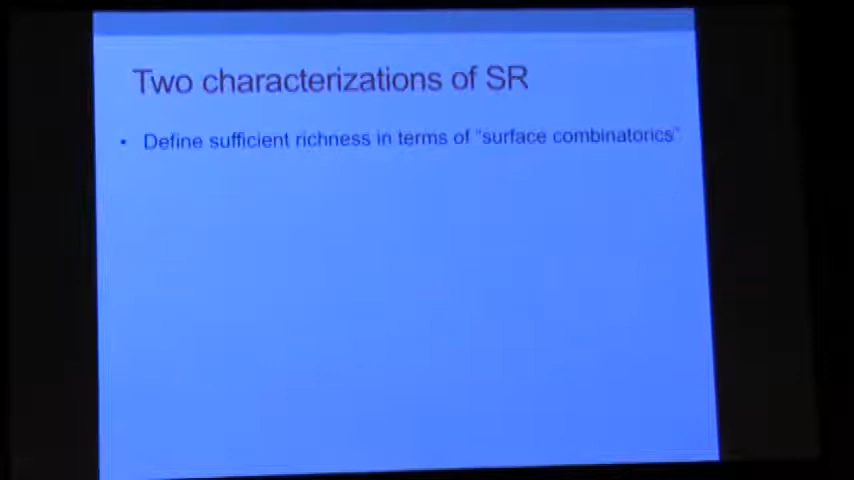 Two characterizations of SR
• Define sufficient richness in terms of "surface combinatorics"